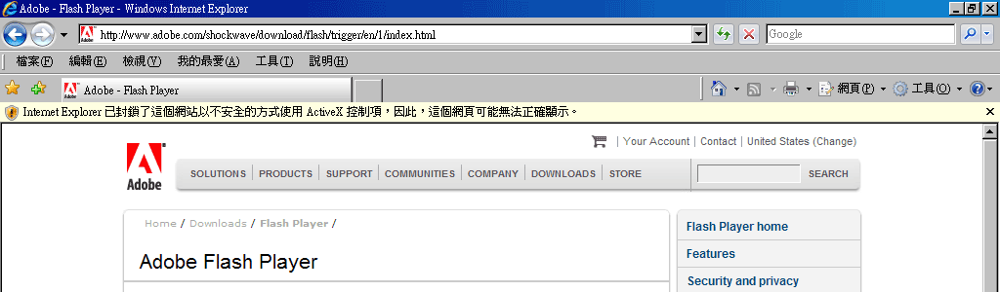 Adobe - Flash Player - Windows Internet Explorer
http://www.adobe.com/shockwave/download/flash/trigger/en/1/index.html
Google
檔案(F) 編輯(E) 檢視(V) 我的最愛(A) 工具(T) 說明(H)
Adobe - Flash Player 網頁(P) 工具(O)
Internet Explorer 已封鎖了這個網站以不安全的方式使用 ActiveX 控制項，因此，這個網頁可能無法正確顯示。
Your Account | Contact | United States (Change)
Adobe
SOLUTIONS PRODUCTS SUPPORT COMMUNITIES COMPANY DOWNLOADS STORE SEARCH
Home / Downloads / Flash Player /
Adobe Flash Player
Flash Player home
Features
Security and privacy